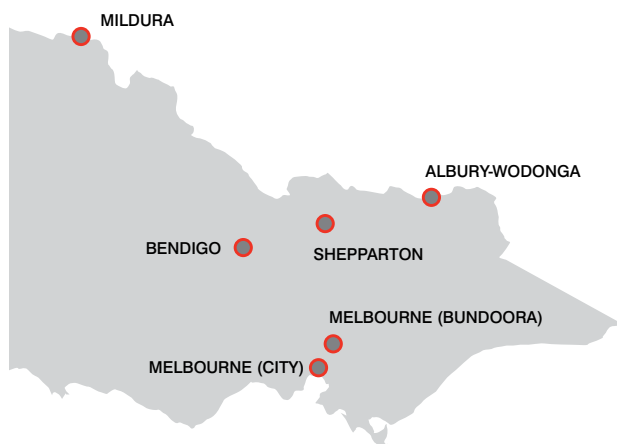 MILDURA
ALBURY-WODONGA
BENDIGO
SHEPPARTON
MELBOURNE (BUNDOORA)
MELBOURNE (CITY)